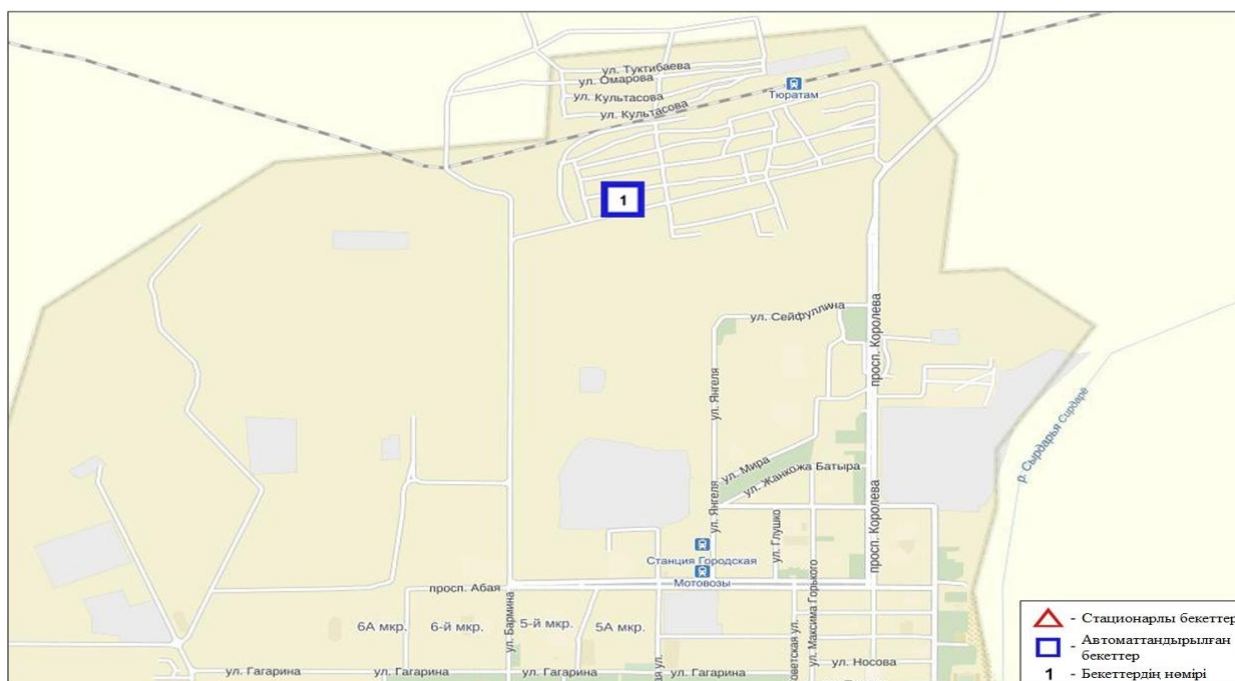 ул. Туктибаева
ул. Омарова
ул. Культасова
ул. Культасова
Тюратам
1
ул. Сейфуллина
просп. Королева
ул. Янгеля
р. Сырдарья Сирдарё
ул. Мира
ул. Жанкожа Батыра
ул. Янгеля
ул. Глушко
просп. Королева
Станция Городская
Мотовозы
просп. Абая
ул. Бармина
ул. Максима Горького
6А мкр.
6-й мкр.
5-й мкр.
5А мкр.
ул. Носова
ул. Гагарина
ул. Гагарина
ул. Гагарина
- Стационарлы бекеттер
- Автоматтандырылған
бекеттер
1 - Бекеттердің нөмірі